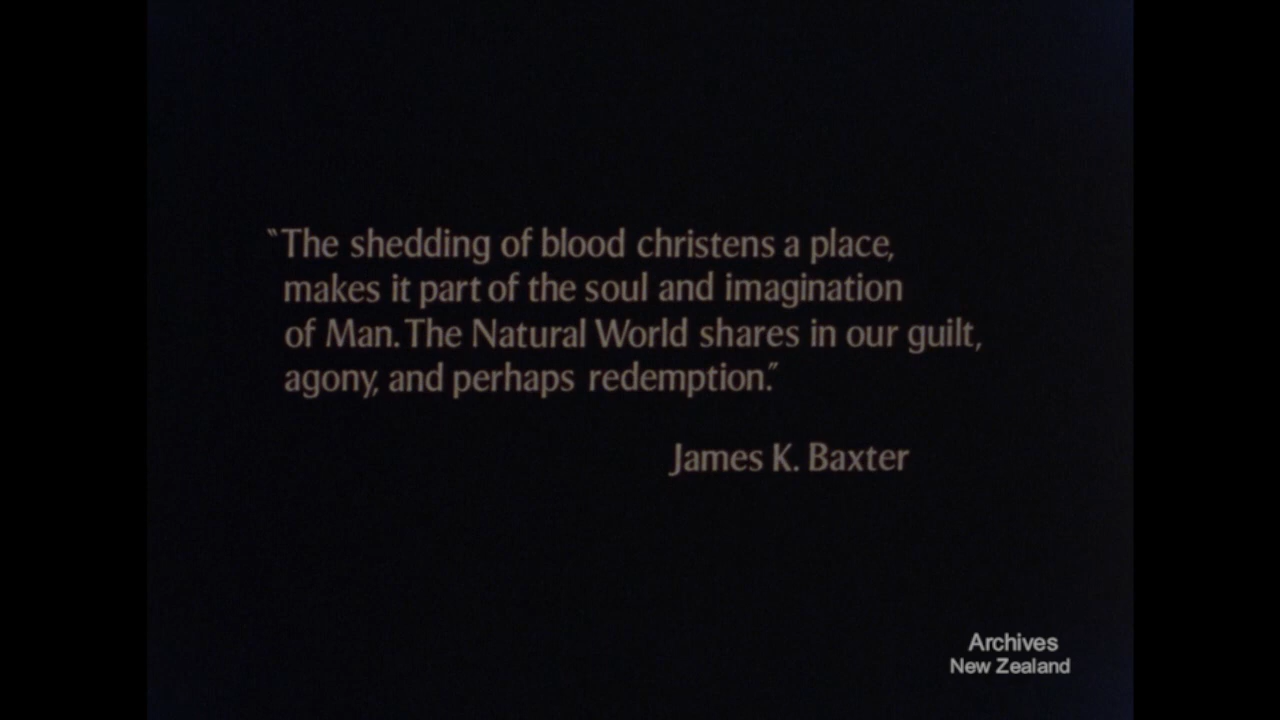 “The shedding of blood christens a place,
makes it part of the soul and imagination
of Man. The Natural World shares in our guilt,
agony, and perhaps redemption.”
James K. Baxter
Archives
New Zealand